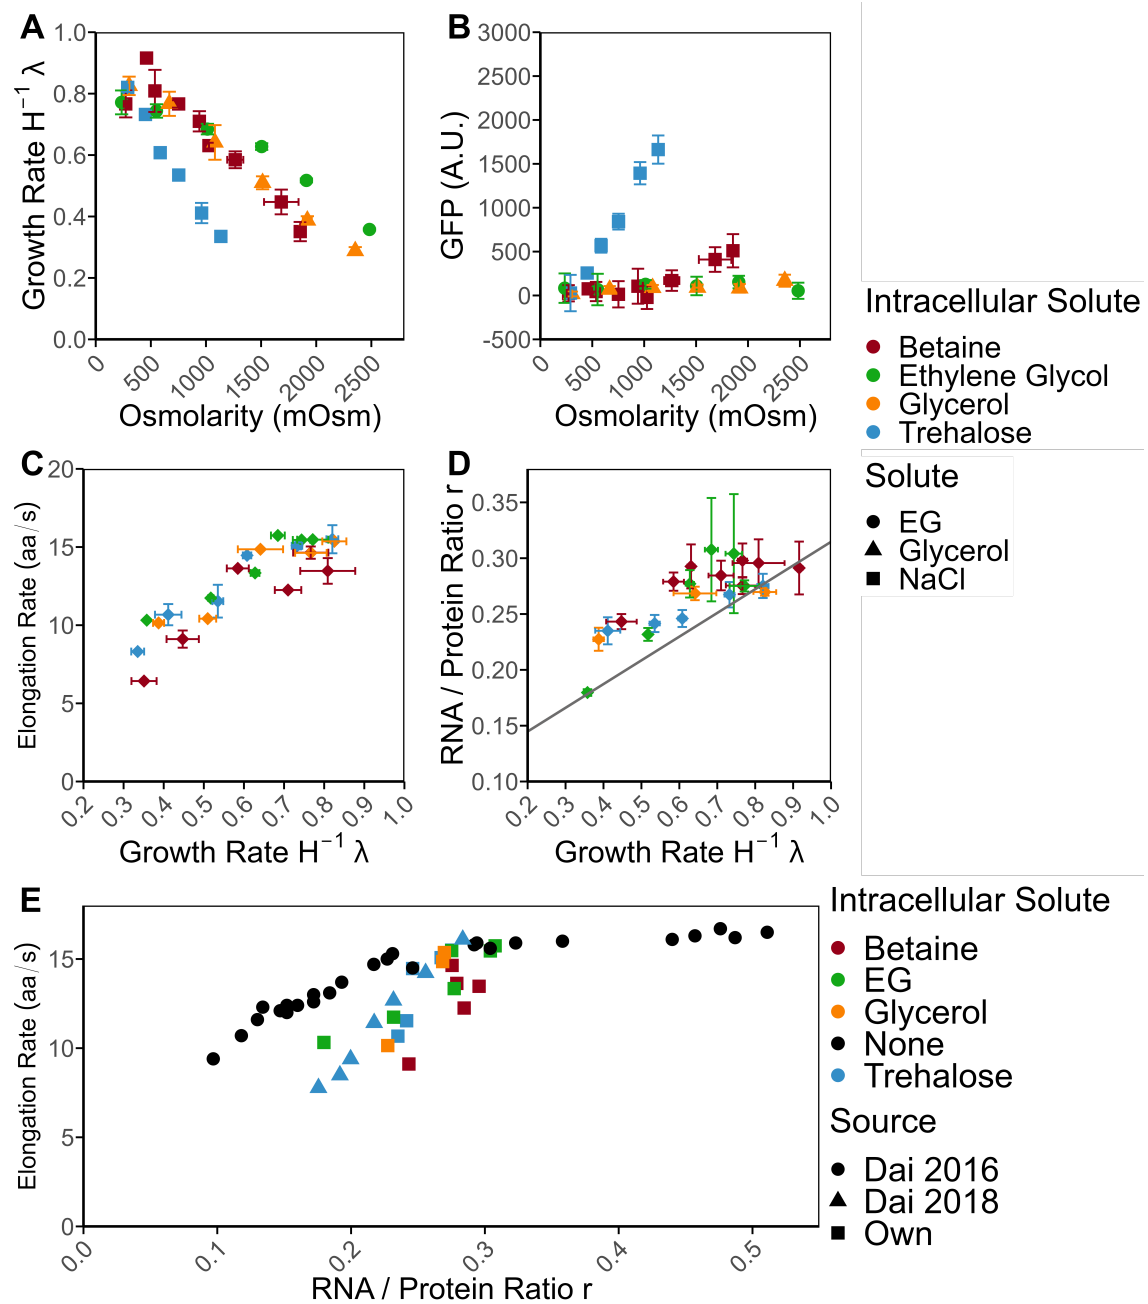 A
1.0
0.8
0.6
0.4
0.2
0.0
Growth Rate H⁻¹ λ
0
500
1000
1500
2000
2500
Osmolarity (mOsm)
B
3000
2500
2000
1500
1000
500
0
-500
GFP (A.U.)
0
500
1000
1500
2000
2500
Osmolarity (mOsm)
Intracellular Solute
Betaine
Ethylene Glycol
Glycerol
Trehalose
Solute
EG
Glycerol
NaCl
C
20
15
10
5
0
Elongation Rate (aa/s)
0.2
0.3
0.4
0.5
0.6
0.7
0.8
0.9
1.0
Growth Rate H⁻¹ λ
D
0.35
0.30
0.25
0.20
0.15
0.10
RNA / Protein Ratio r
0.2
0.3
0.4
0.5
0.6
0.7
0.8
0.9
1.0
Growth Rate H⁻¹ λ
E
15
10
5
0
Elongation Rate (aa/s)
0.0
0.1
0.2
0.3
0.4
0.5
RNA / Protein Ratio r
Intracellular Solute
Betaine
EG
Glycerol
None
Trehalose
Source
Dai 2016
Dai 2018
Own